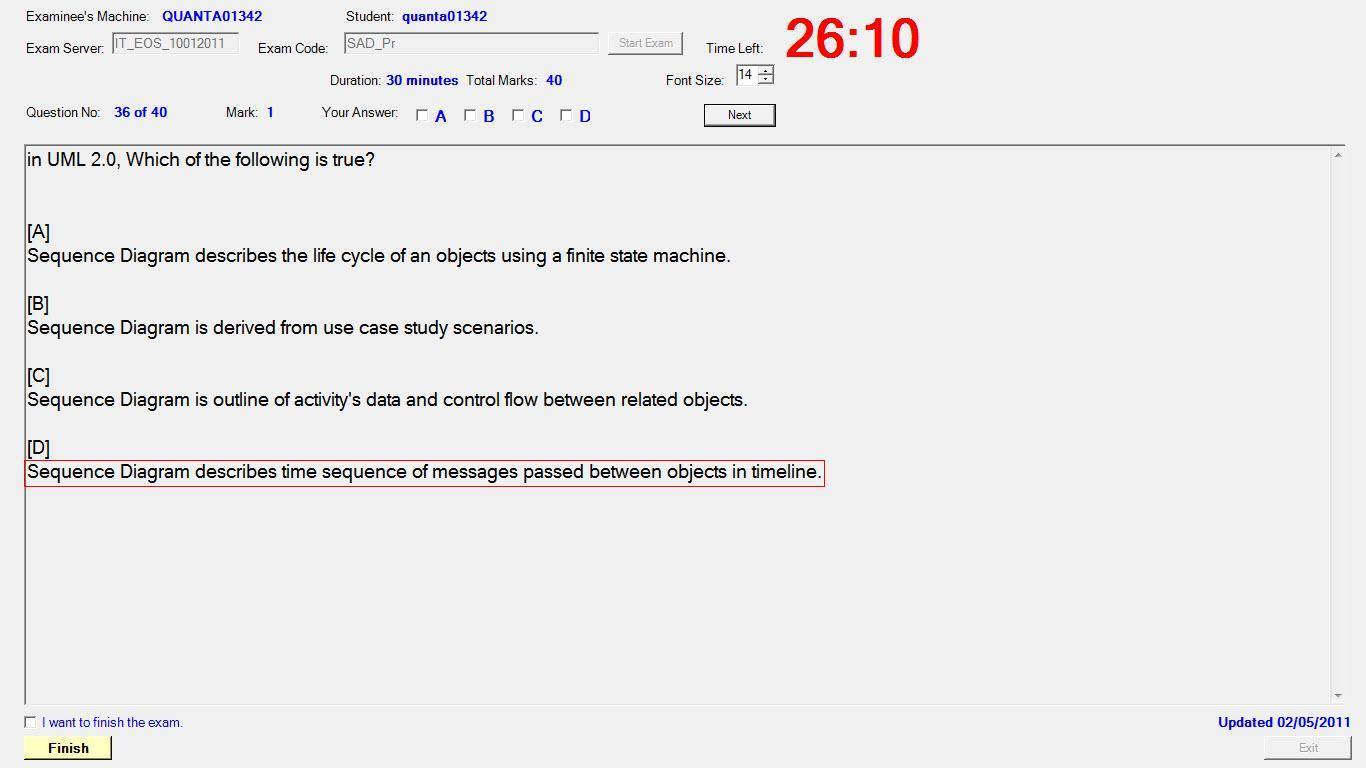 Examinee's Machine: QUANTA01342 Student: quanta01342
Exam Server: IT_EOS_10012011 Exam Code: SAD_Pr Start Exam Time Left: 26:10
Duration: 30 minutes Total Marks: 40 Font Size: 14
Question No: 36 of 40 Mark: 1 Your Answer: A B C D Next
in UML 2.0, Which of the following is true?
[A]
Sequence Diagram describes the life cycle of an objects using a finite state machine.
[B]
Sequence Diagram is derived from use case study scenarios.
[C]
Sequence Diagram is outline of activity's data and control flow between related objects.
[D]
Sequence Diagram describes time sequence of messages passed between objects in timeline.
I want to finish the exam. Updated 02/05/2011
Finish Exit